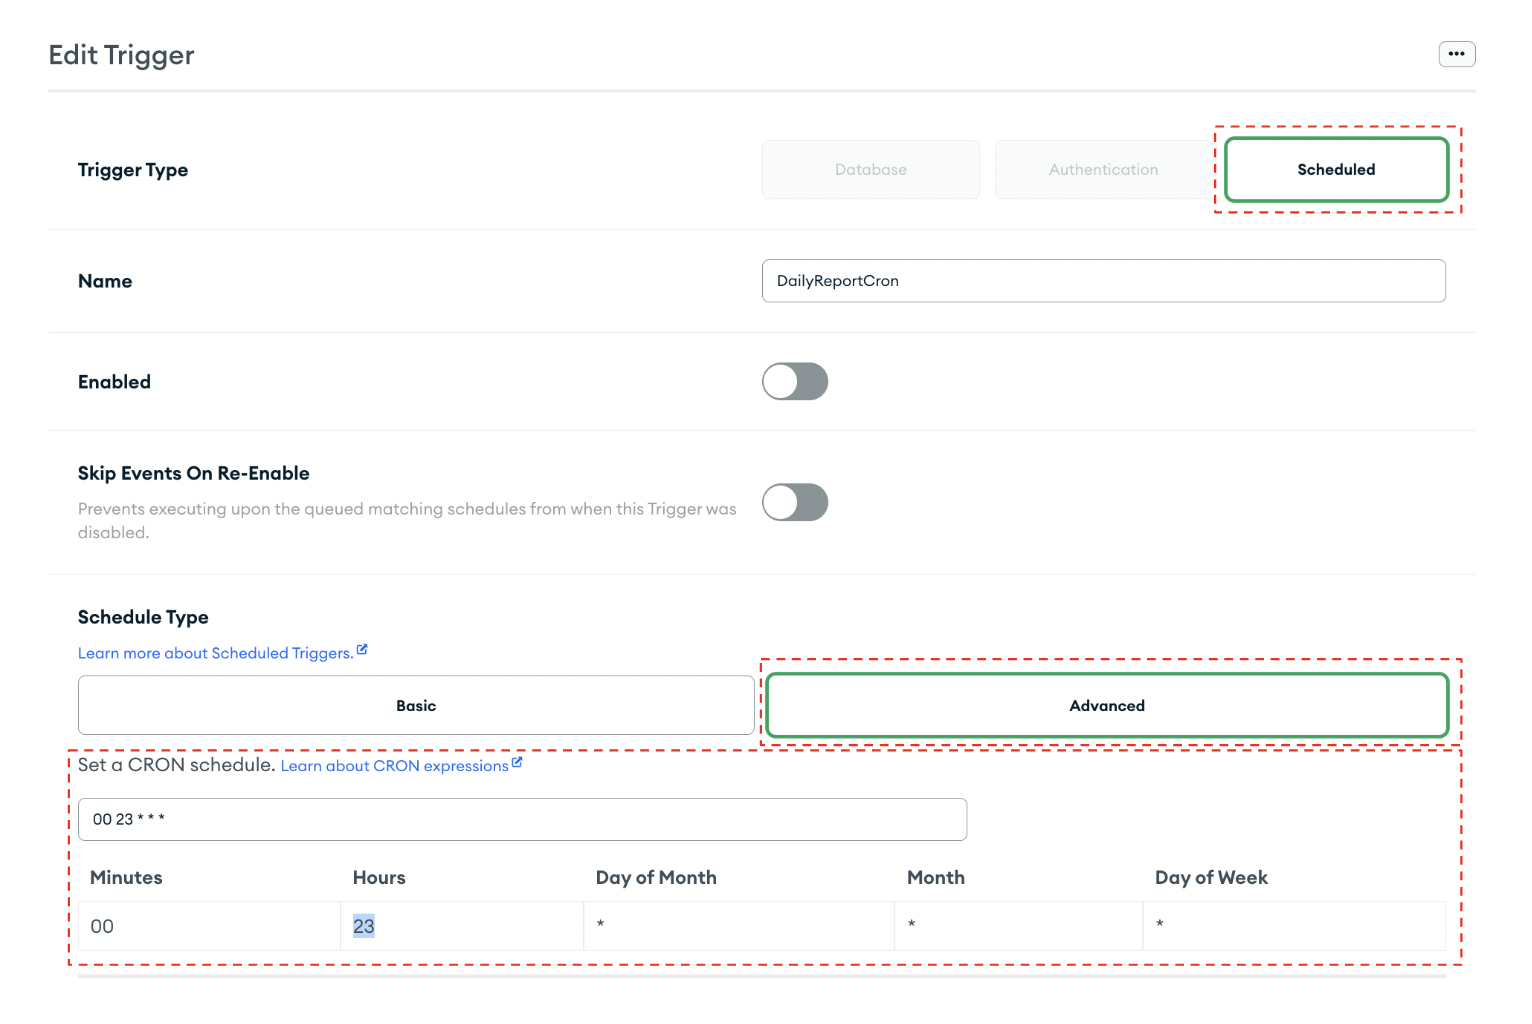 Edit Trigger
•••
Trigger Type
Database
Authentication
Scheduled
Name
DailyReportCron
Enabled
Skip Events On Re-Enable
Prevents executing upon the queued matching schedules from when this Trigger was
disabled.
Schedule Type
Learn more about Scheduled Triggers.
Basic
Advanced
Set a CRON schedule. Learn about CRON expressions
00 23 * * *
Minutes Hours Day of Month Month Day of Week
00 23 * * *